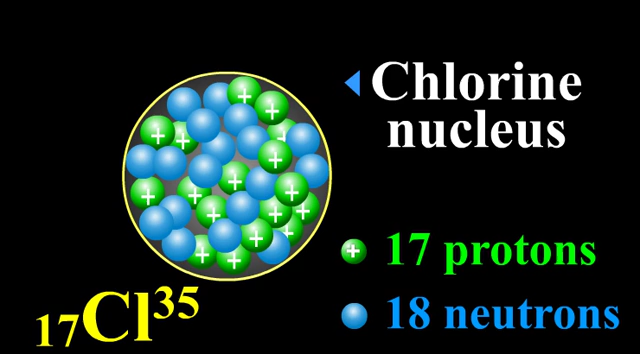 Chlorine
nucleus
17 protons
18 neutrons
17Cl35